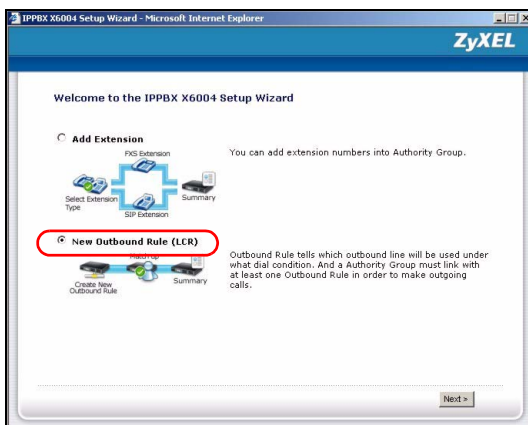 IPPBX X6004 Setup Wizard - Microsoft Internet Explorer
ZyXEL
Welcome to the IPPBX X6004 Setup Wizard
Add Extension
FXS Extension
Select Extension
Type
Summary
SIP Extension
You can add extension numbers into Authority Group.
New Outbound Rule (LCR)
Match up
Create New
Outbound Rule
Summary
Outbound Rule tells which outbound line will be used under
what dial condition. And a Authority Group must link with
at least one Outbound Rule in order to make outgoing
calls.
Next >